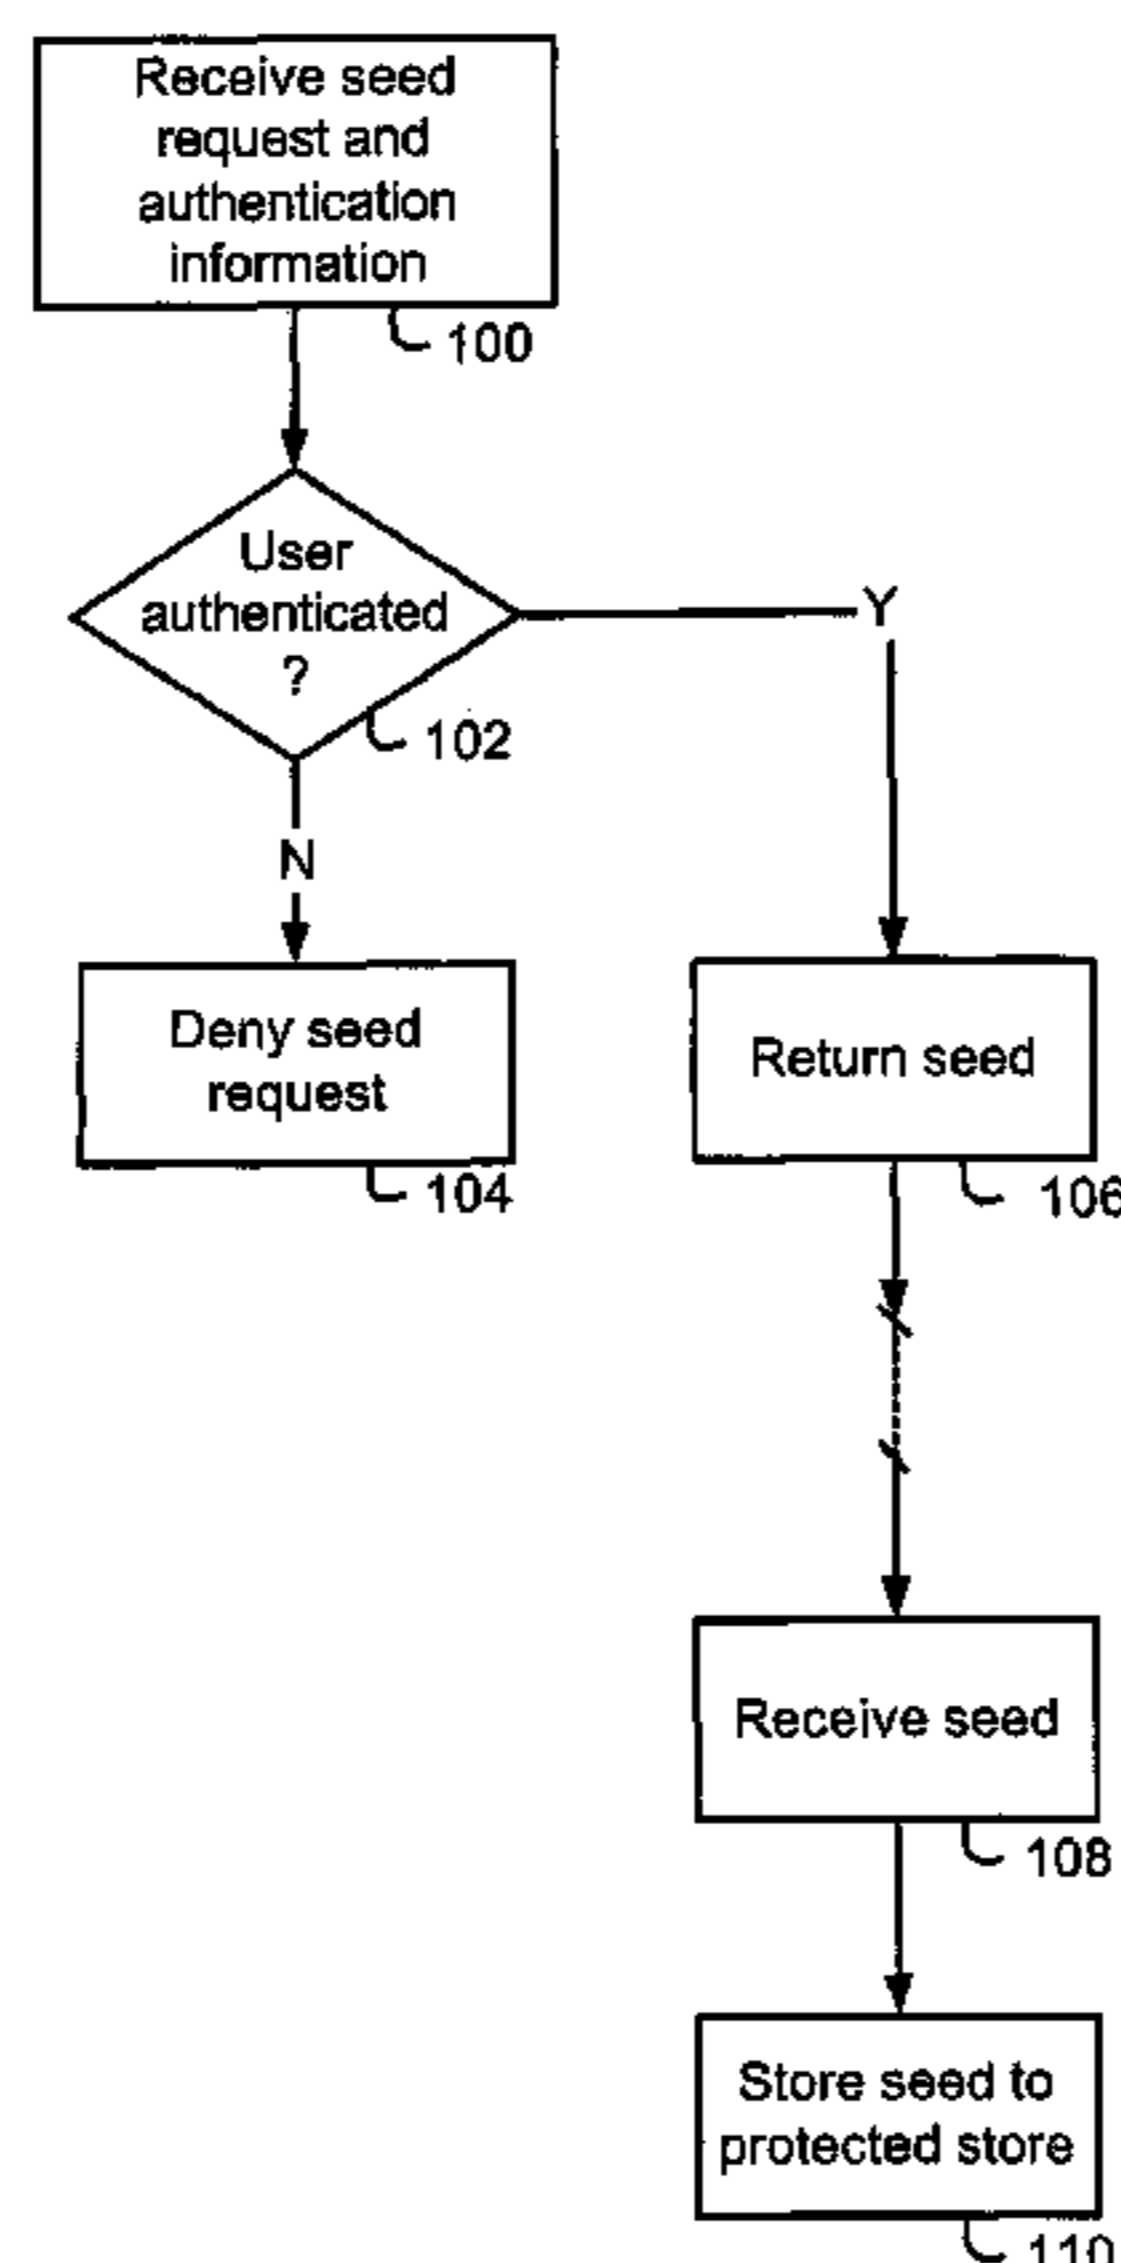 Receive seed
request and
authentication
information
100
User
authenticated
?
102
Y
N
Deny seed
request
104
Return seed
106
Receive seed
108
Store seed to
protected store
110